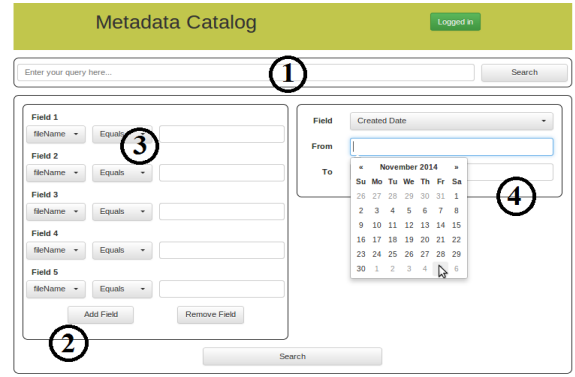 Metadata Catalog
Logged in
Enter your query here...
1
Search
Field 1
fileName Equals
3
Field 2
fileName Equals
Field 3
fileName Equals
Field 4
fileName Equals
Field 5
fileName Equals
Add Field Remove Field
2
Field Created Date
From
To
4
« November 2014 »
Su Mo Tu We Th Fr Sa
26 27 28 29 30 31 1
2 3 4 5 6 7 8
9 10 11 12 13 14 15
16 17 18 19 20 21 22
23 24 25 26 27 28 29
30 1 2 3 4 6
Search